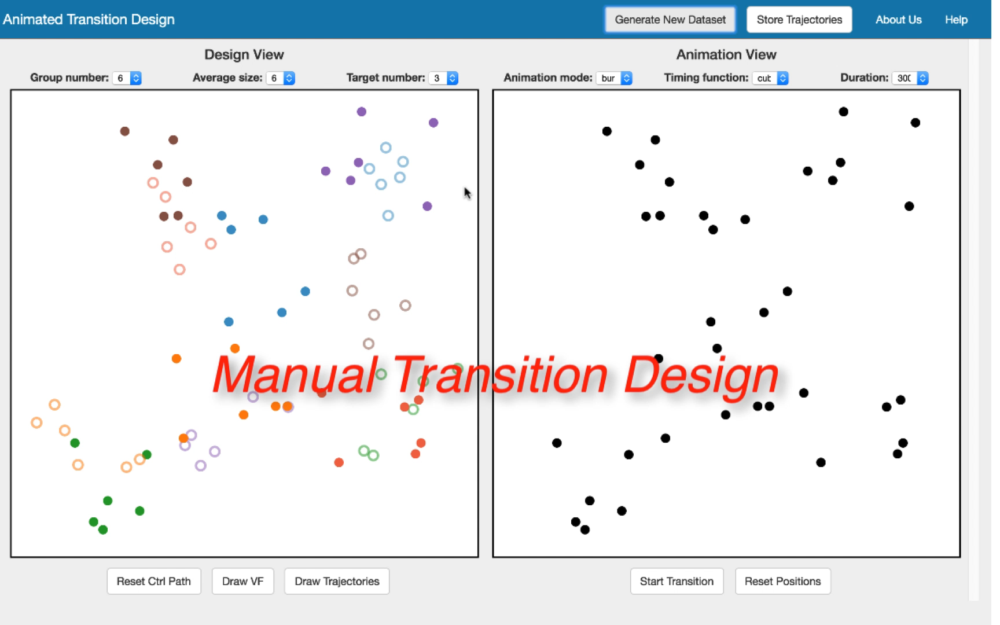 Animated Transition Design
Generate New Dataset
Store Trajectories
About Us
Help
Design View
Animation View
Group number: 6
Average size: 6
Target number: 3
Animation mode: bur
Timing function: cut
Duration: 300
Manual Transition Design
Reset Ctrl Path
Draw VF
Draw Trajectories
Start Transition
Reset Positions